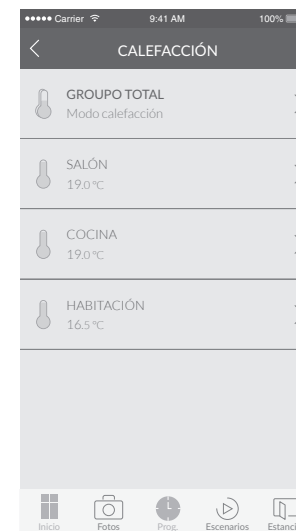 Carrier 9:41 AM 100%
CALEFACCIÓN
GROUPO TOTAL
Modo calefacción
SALÓN
19.0 °C
COCINA
19.0 °C
HABITACIÓN
16.5 °C
Inicio Fotos Prog. Escenarios